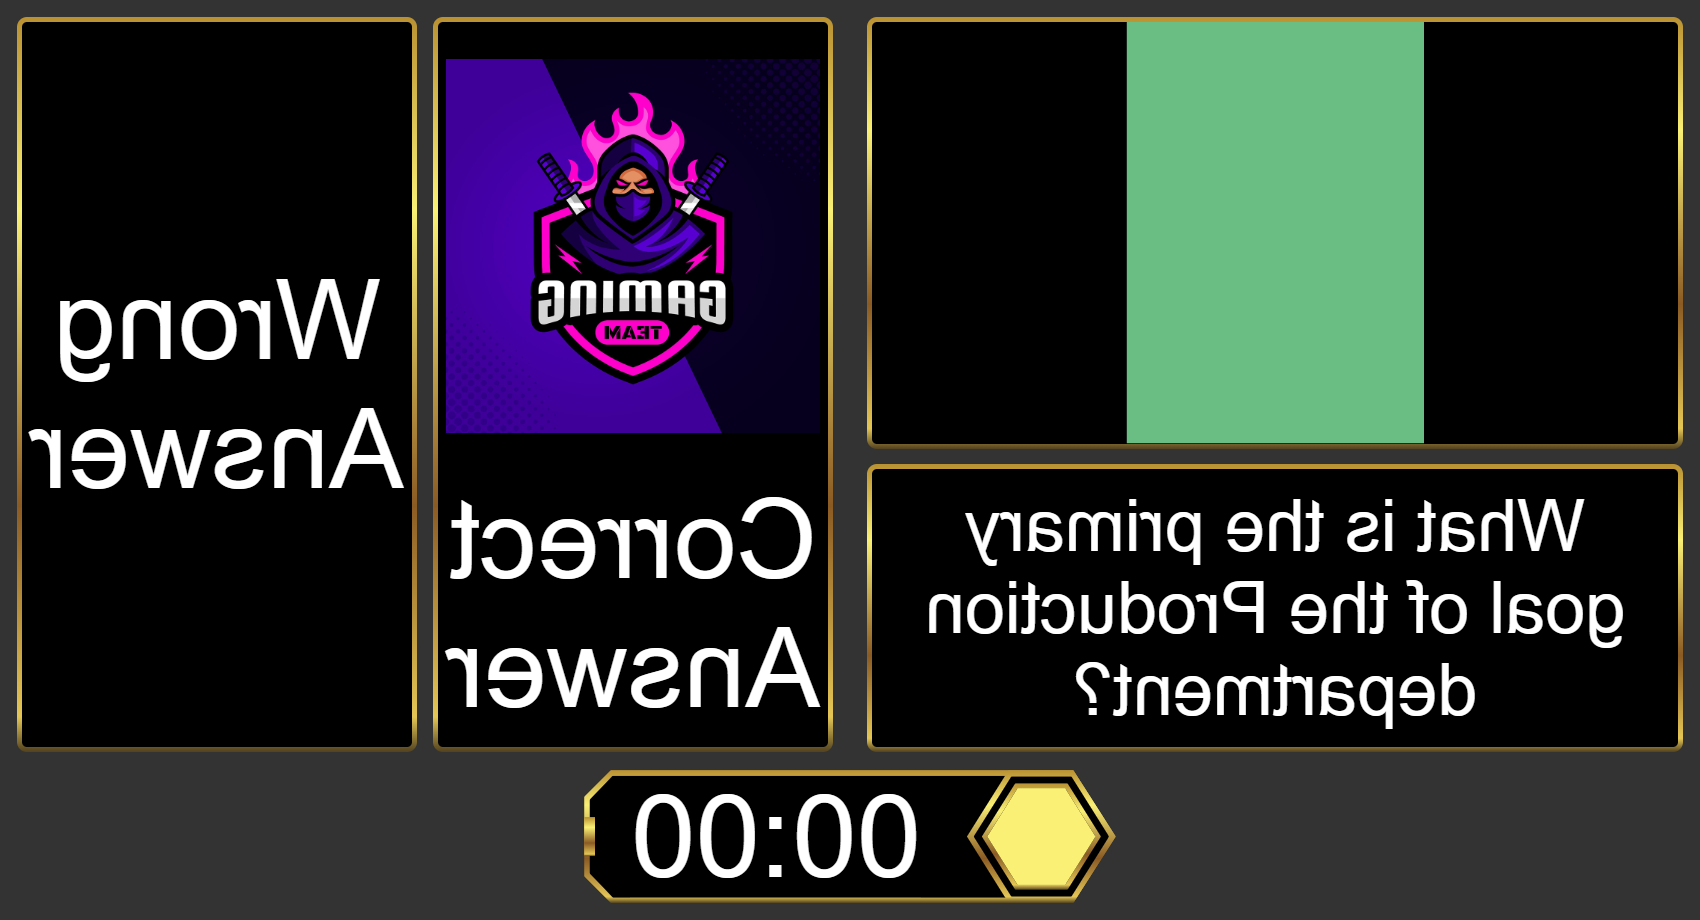 What is the primary
goal of the Production
department?
GAMING
TEAM
Correct
Answer
Wrong
Answer
00:00